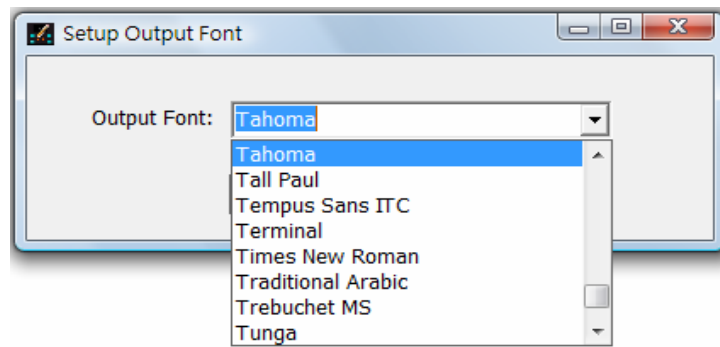 Setup Output Font
Output Font: Tahoma
Tahoma
Tall Paul
Tempus Sans ITC
Terminal
Times New Roman
Traditional Arabic
Trebuchet MS
Tunga